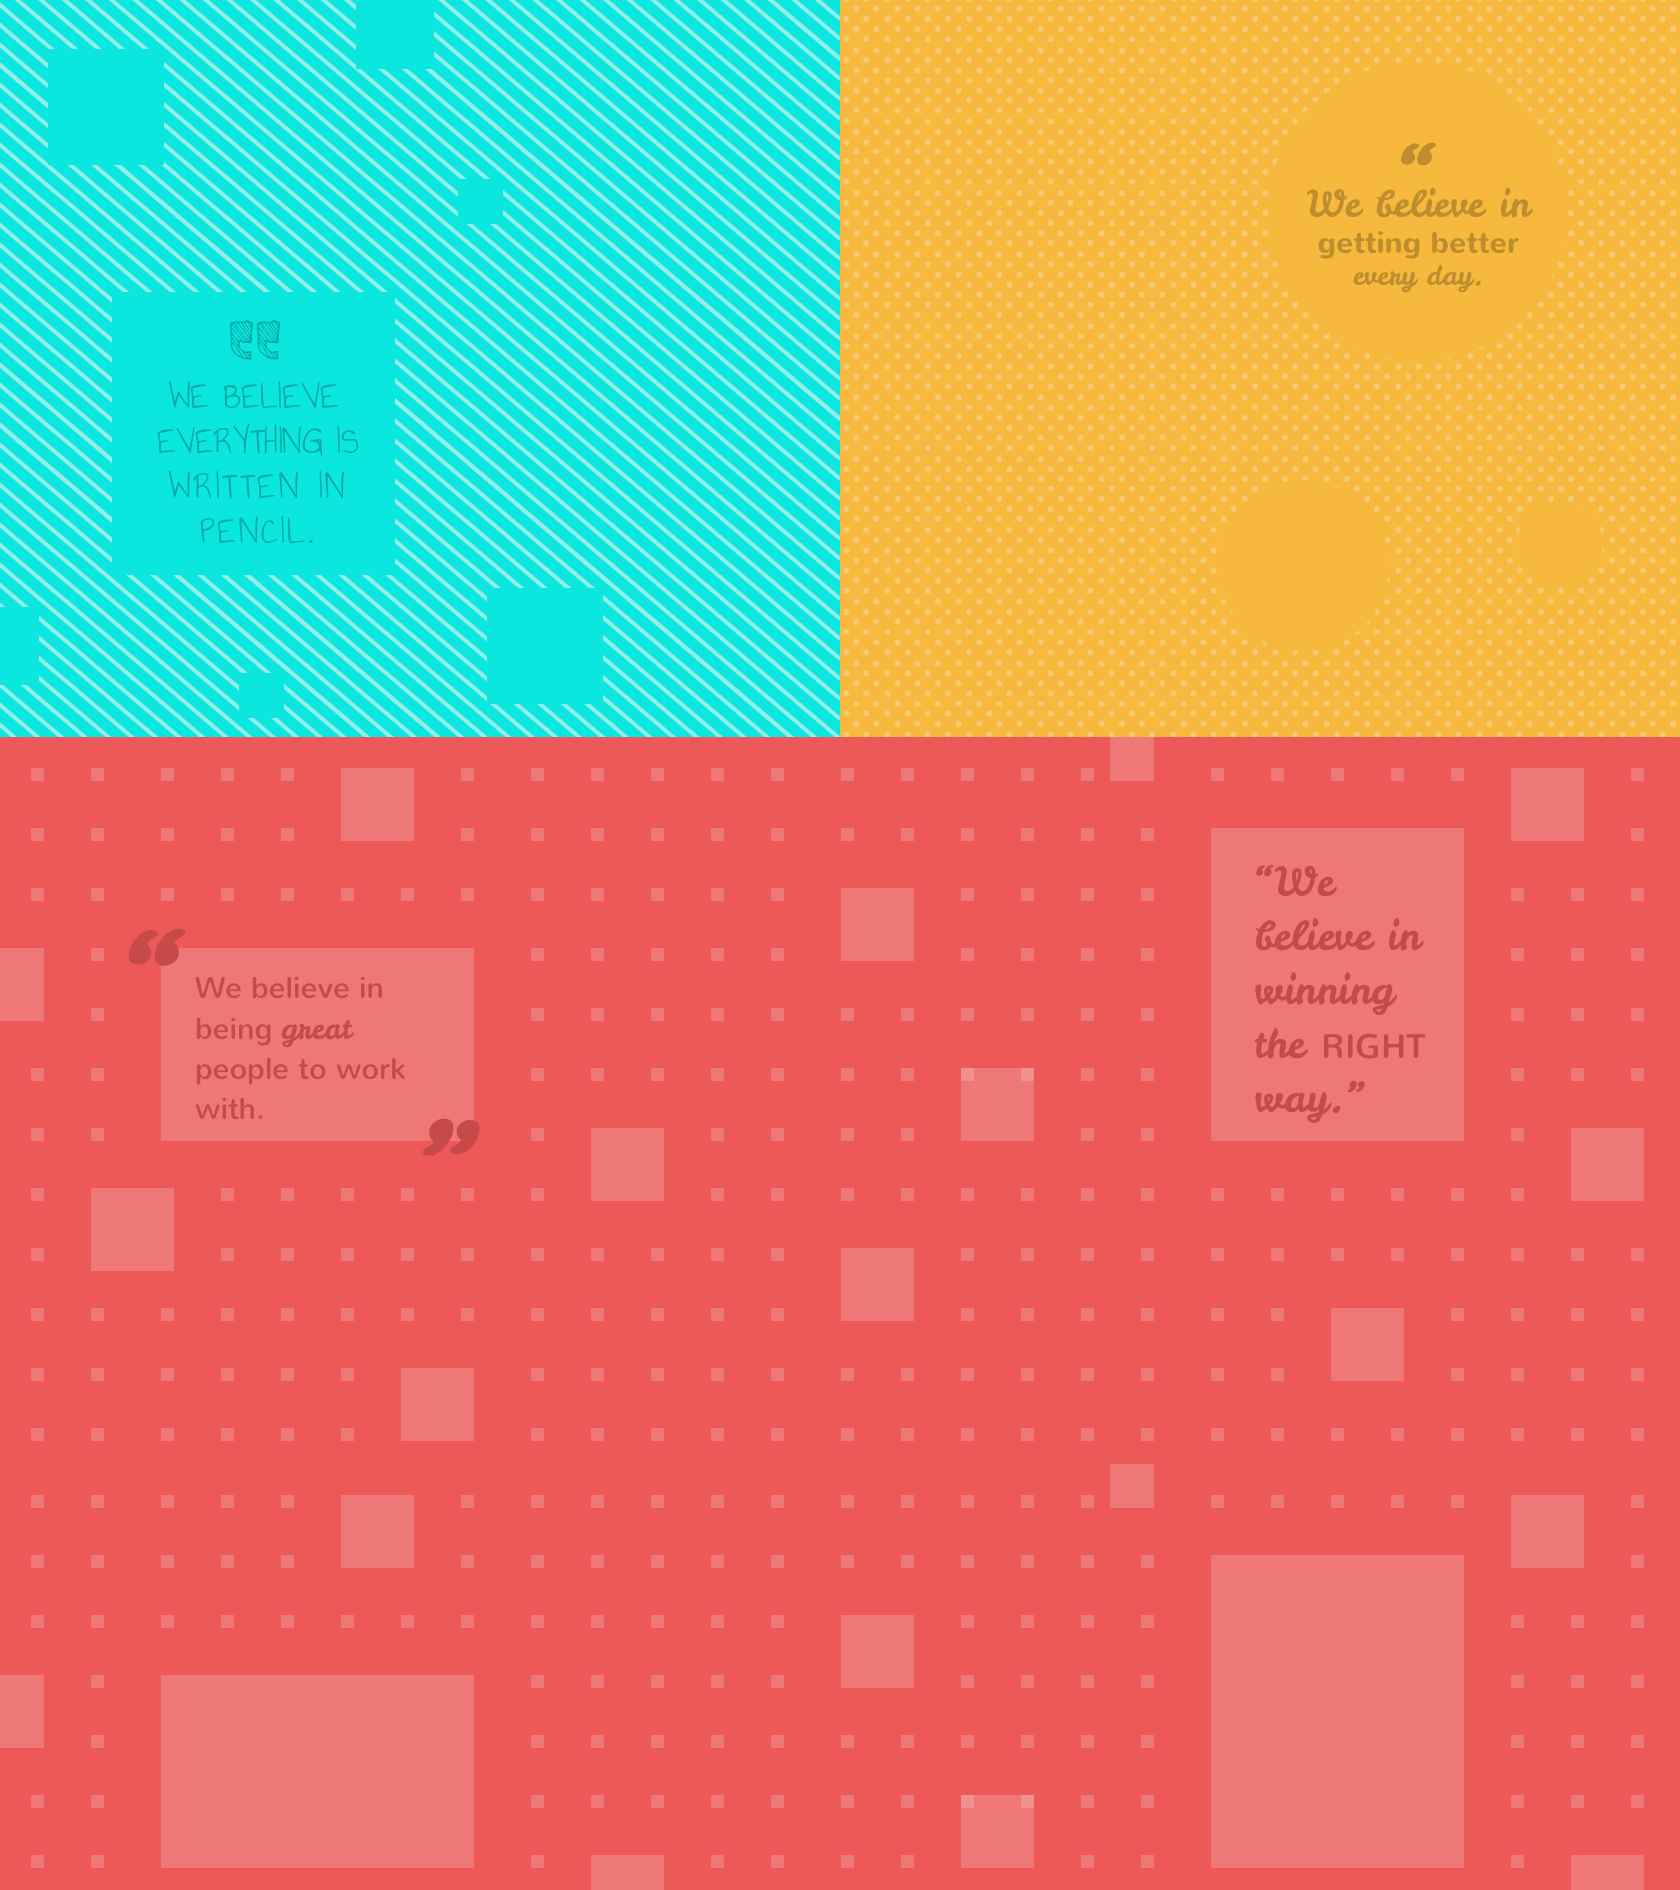 WE BELIEVE
EVERYTHING IS
WRITTEN IN
PENCIL.
“
We believe in
getting better
every day.
“
We believe in
being great
people to work
with.
”
“We
believe in
winning
the RIGHT
way.”